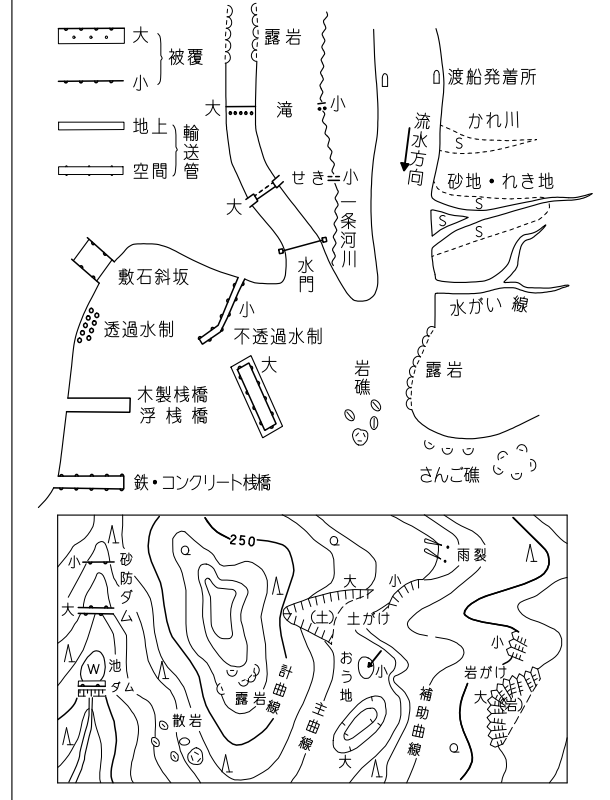 大
被覆
小
地上
輸送管
空間
露岩
大
滝
小
せき
小
大
一条河川
水門
渡船発着所
流水方向
かれ川
S
砂地・れき地
S
S
S
水がい線
敷石斜坂
小
透過水制
不透過水制
大
木製桟橋
浮桟橋
岩礁
露岩
鉄・コンクリート桟橋
さんご礁
250
小
砂防ダム
大
W
池
ダム
露岩
計曲線
散岩
主曲線
大
小
(土)
土がけ
雨裂
おう地
小
大
補助曲線
小
岩がけ
大
(岩)